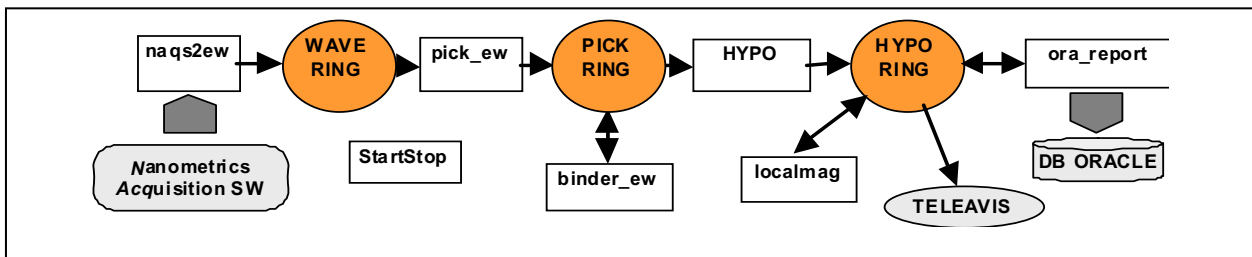 naqs2ew
WAVE
RING
pick_ew
PICK
RING
HYPO
HYPO
RING
ora_report
StartStop
Nanometrics
Acquisition SW
binder_ew
localmag
DB ORACLE
TELEAVIS